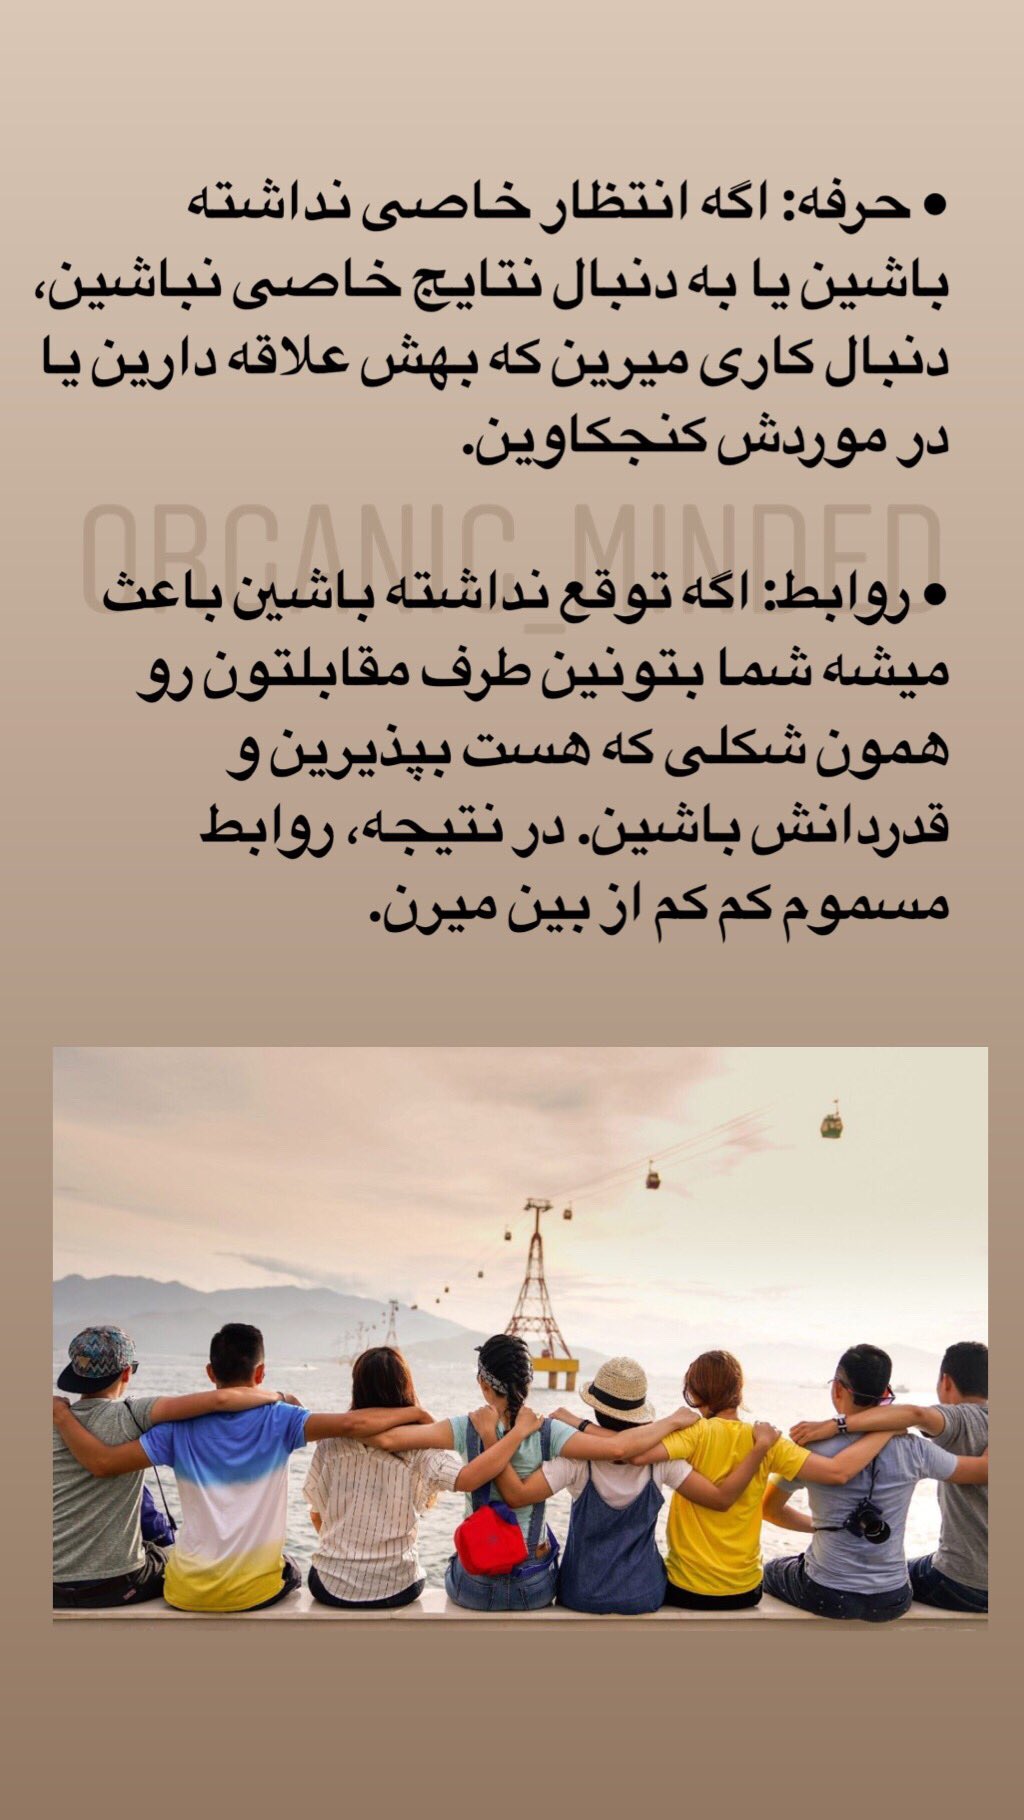 • حرفه: اگه انتظار خاصی نداشته
باشین یا به دنبال نتایج خاصی نباشین،
دنبال کاری میرین که بهش علاقه دارین یا
در موردش کنجکاوین.
ORGANIC_MINDED
• روابط: اگه توقع نداشته باشین باعث
میشه شما بتونین طرف مقابلتون رو
همون شکلی که هست بپذیرین و
قدردانش باشین. در نتیجه، روابط
مسموم کم کم از بین میرن.